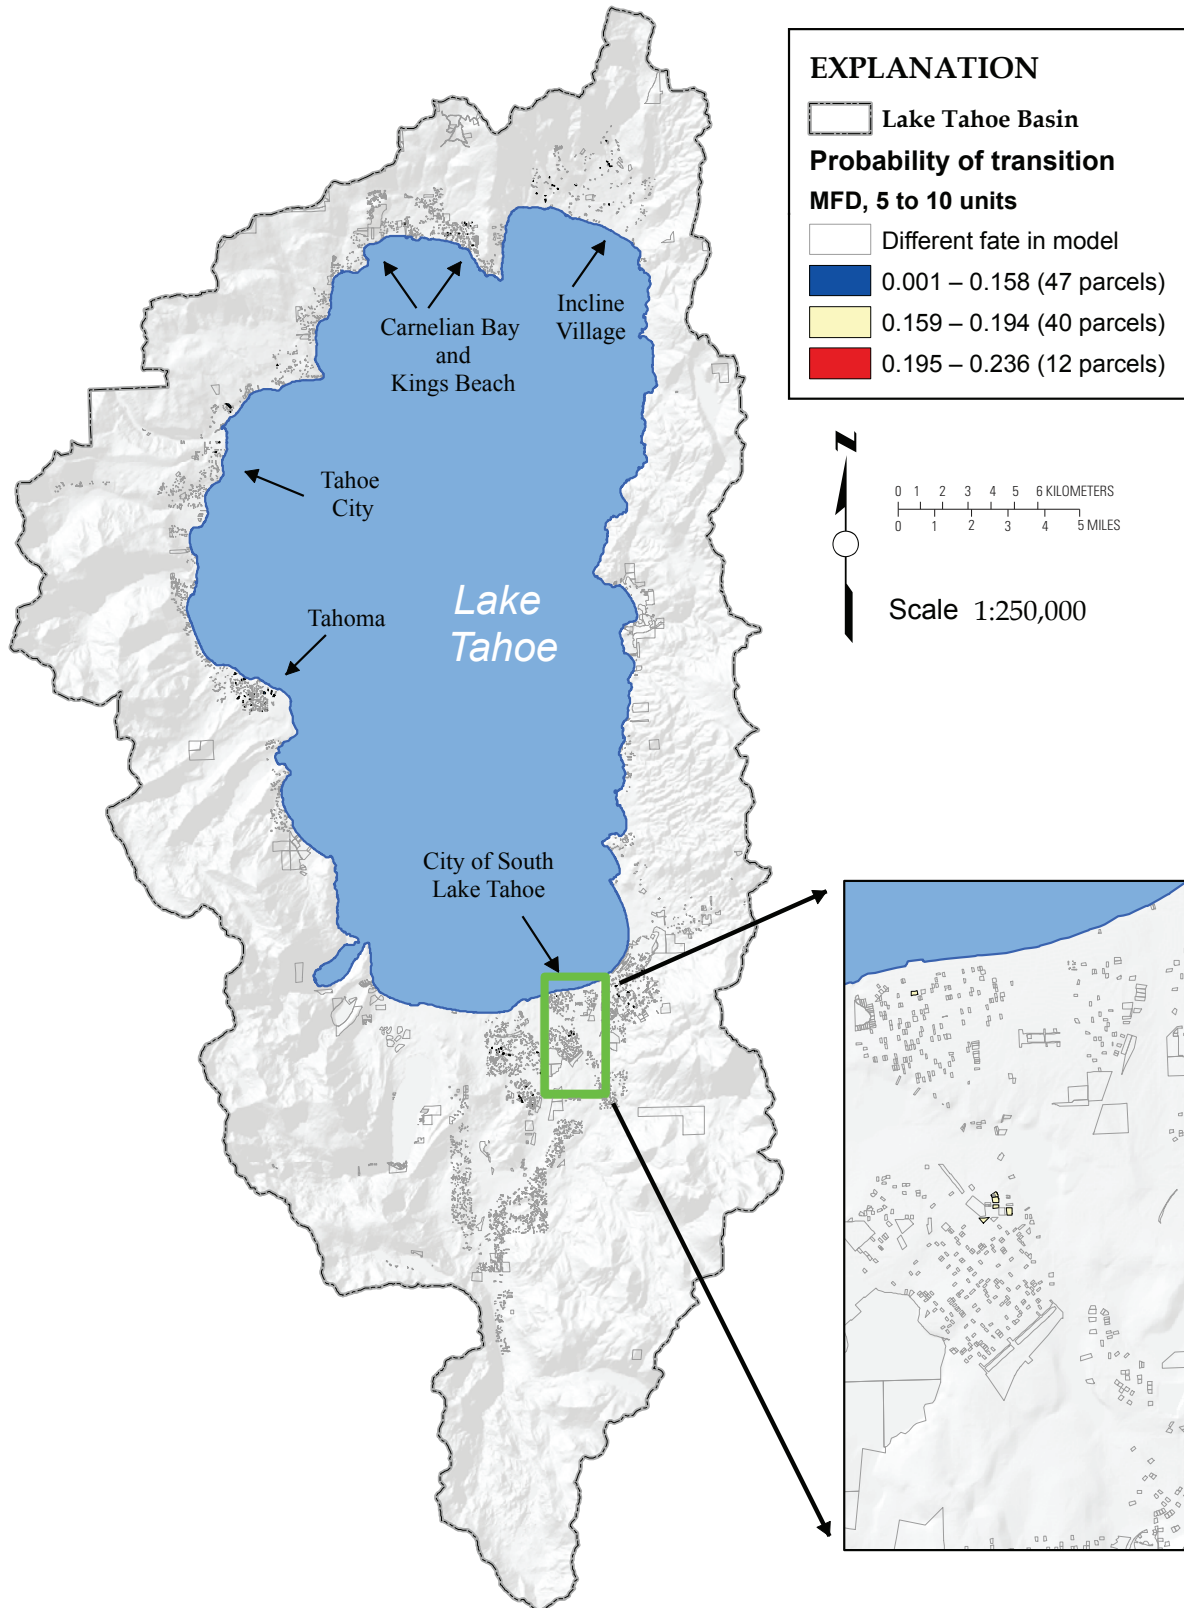 EXPLANATION
Lake Tahoe Basin
Probability of transition
MFD, 5 to 10 units
Different fate in model
0.001 – 0.158 (47 parcels)
0.159 – 0.194 (40 parcels)
0.195 – 0.236 (12 parcels)
N
0 1 2 3 4 5 6 KILOMETERS
0 1 2 3 4 5 MILES
Scale 1:250,000
Carnelian Bay
and
Kings Beach
Incline
Village
Tahoe
City
Tahoma
Lake
Tahoe
City of South
Lake Tahoe